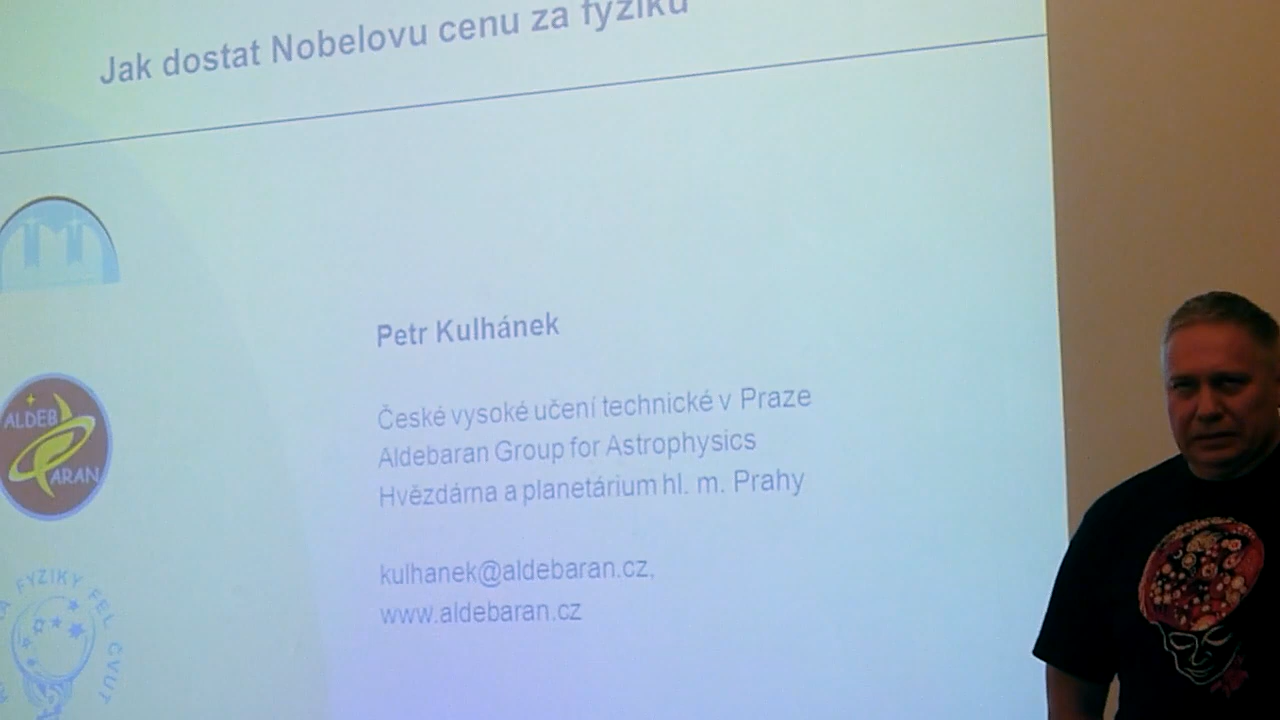 Jak dostat Nobelovu cenu za fyziku
Petr Kulhánek
České vysoké učení technické v Praze
Aldebaran Group for Astrophysics
Hvězdárna a planetárium hl. m. Prahy
kulhanek@aldebaran.cz,
www.aldebaran.cz
ALDEB
ARAN
FYZIKY FEL ČVUT